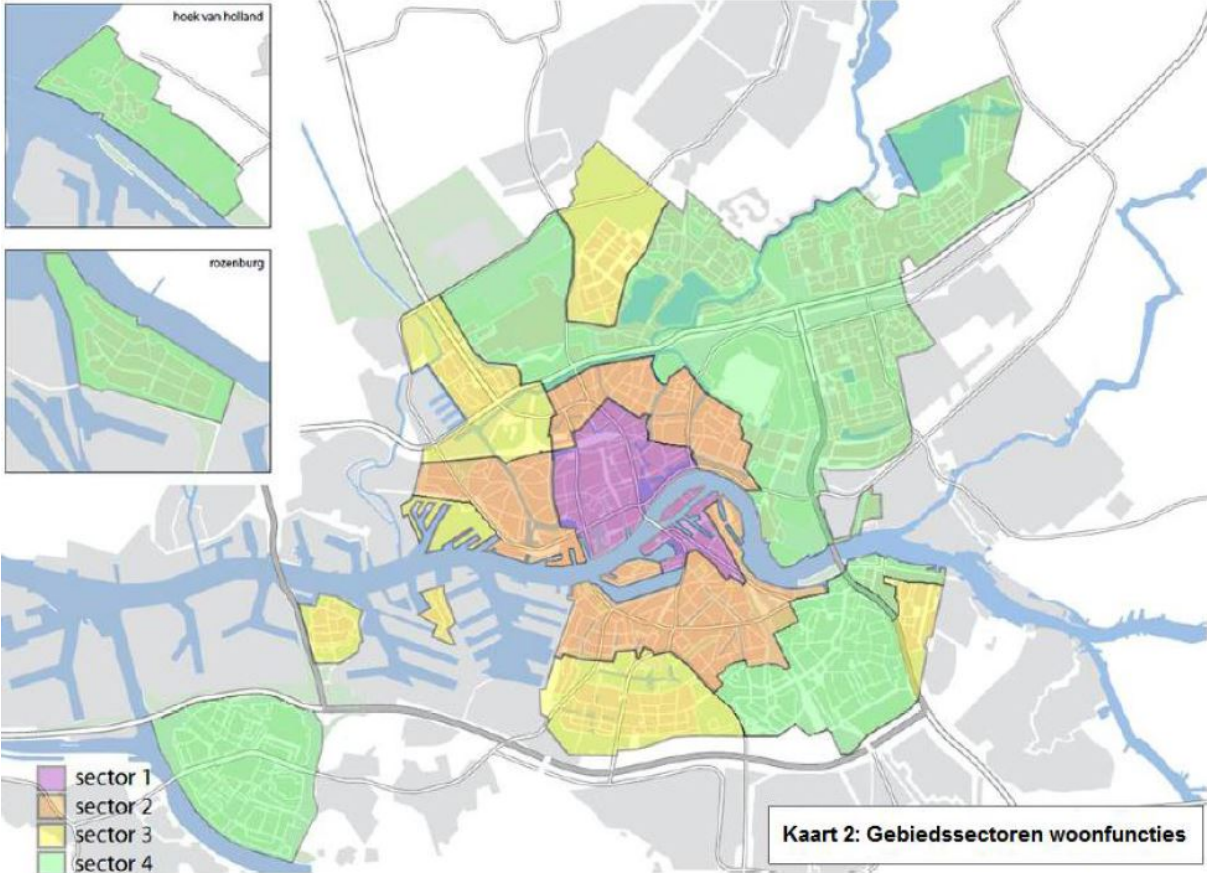 hoek van holland
rozenburg
sector 1
sector 2
sector 3
sector 4
Kaart 2: Gebiedssectoren woonfuncties